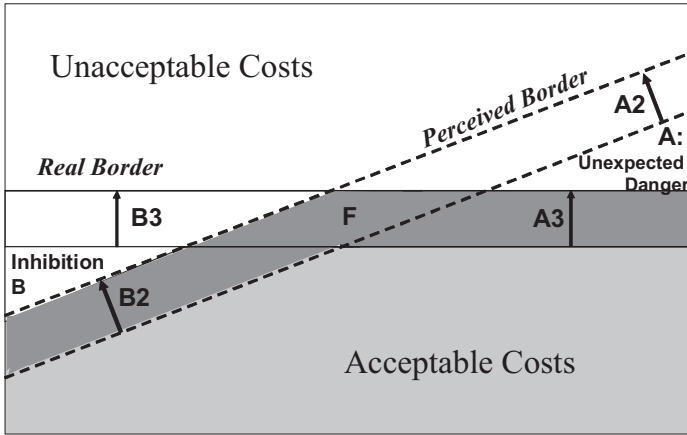 Unacceptable Costs
Perceived Border
A2
A:
Unexpected
Danger
Real Border
B3
F
A3
Inhibition
B
B2
Acceptable Costs